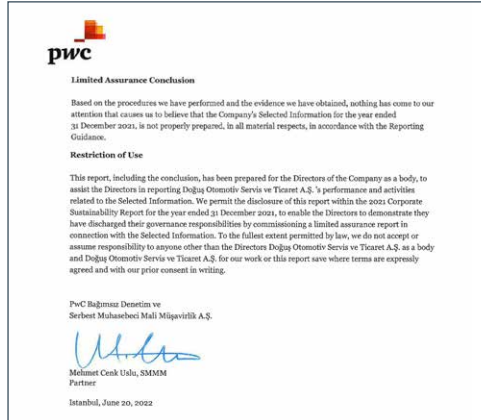 pwc
Limited Assurance Conclusion
Based on the procedures we have performed and the evidence we have obtained, nothing has come to our
attention that causes us to believe that the Company's Selected Information for the year ended
31 December 2021, is not properly prepared, in all material respects, in accordance with the Reporting
Guidance.
Restriction of Use
This report, including the conclusion, has been prepared for the Directors of the Company as a body, to
assist the Directors in reporting Doğuş Otomotiv Servis ve Ticaret A.Ş. 's performance and activities
related to the Selected Information. We permit the disclosure of this report within the 2021 Corporate
Sustainability Report for the year ended 31 December 2021, to enable the Directors to demonstrate they
have discharged their governance responsibilities by commissioning a limited assurance report in
connection with the Selected Information. To the fullest extent permitted by law, we do not accept or
assume responsibility to anyone other than the Directors Doğuş Otomotiv Servis ve Ticaret A.Ş. as a body
and Doğuş Otomotiv Servis ve Ticaret A.Ş. for our work or this report save where terms are expressly
agreed and with our prior consent in writing.
PwC Bağımsız Denetim ve
Serbest Muhasebeci Mali Müşavirlik A.Ş.
Mehmet Cenk Uslu, SMMM
Partner
Istanbul, June 20, 2022